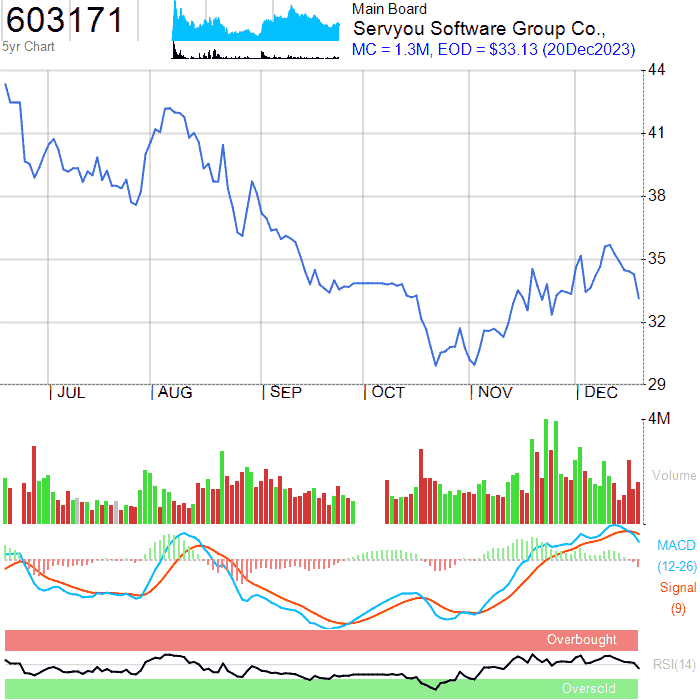 603171
5yr Chart
Main Board
Servyou Software Group Co.,
MC = 1.3M, EOD = $33.13 (20Dec2023)
44
41
38
35
32
29
JUL AUG SEP OCT NOV DEC
4M
Volume
MACD
(12-26)
Signal
(9)
Overbought
RSI(14)
Oversold